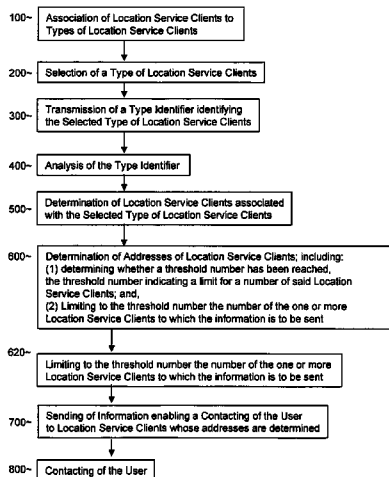 100~
Association of Location Service Clients to
Types of Location Service Clients
200~
Selection of a Type of Location Service Clients
300~
Transmission of a Type Identifier identifying
the Selected Type of Location Service Clients
400~
Analysis of the Type Identifier
500~
Determination of Location Service Clients associated
with the Selected Type of Location Service Clients
600~
Determination of Addresses of Location Service Clients; including:
(1) determining whether a threshold number has been reached,
the threshold number indicating a limit for a number of said Location
Service Clients; and,
(2) Limiting to the threshold number the number of the one or more
Location Service Clients to which the information is to be sent
620~
Limiting to the threshold number the number of the one or more
Location Service Clients to which the information is to be sent
700~
Sending of Information enabling a Contacting of the User
to Location Service Clients whose addresses are determined
800~
Contacting of the User